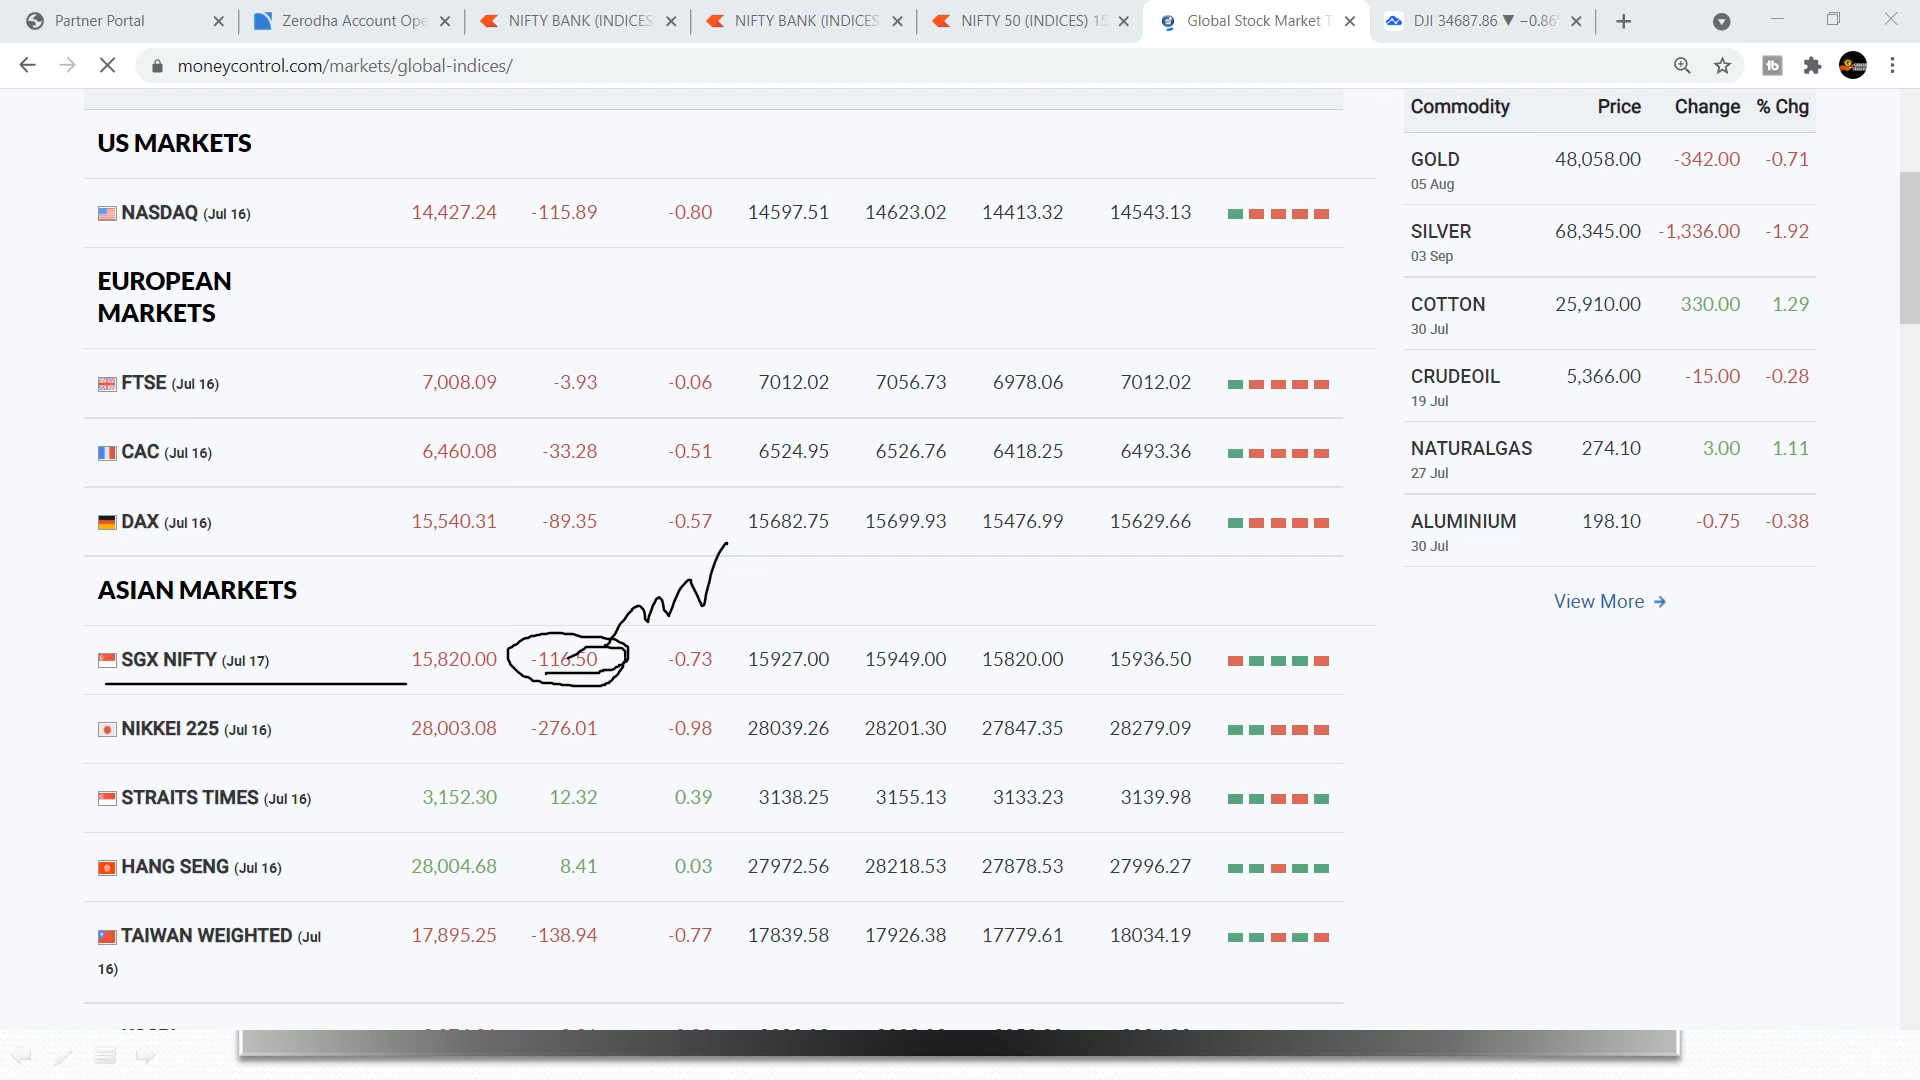 Partner Portal
Zerodha Account Ope
NIFTY BANK (INDICES
NIFTY BANK (INDICES
NIFTY 50 (INDICES) 15
Global Stock Market T
DJI 34687.86 ▼ −0.86
moneycontrol.com/markets/global-indices/
US MARKETS
NASDAQ (Jul 16) 14,427.24 -115.89 -0.80 14597.51 14623.02 14413.32 14543.13
EUROPEAN
MARKETS
FTSE (Jul 16) 7,008.09 -3.93 -0.06 7012.02 7056.73 6978.06 7012.02
CAC (Jul 16) 6,460.08 -33.28 -0.51 6524.95 6526.76 6418.25 6493.36
DAX (Jul 16) 15,540.31 -89.35 -0.57 15682.75 15699.93 15476.99 15629.66
ASIAN MARKETS
SGX NIFTY (Jul 17) 15,820.00 -116.50 -0.73 15927.00 15949.00 15820.00 15936.50
NIKKEI 225 (Jul 16) 28,003.08 -276.01 -0.98 28039.26 28201.30 27847.35 28279.09
STRAITS TIMES (Jul 16) 3,152.30 12.32 0.39 3138.25 3155.13 3133.23 3139.98
HANG SENG (Jul 16) 28,004.68 8.41 0.03 27972.56 28218.53 27878.53 27996.27
TAIWAN WEIGHTED (Jul 17,895.25 -138.94 -0.77 17839.58 17926.38 17779.61 18034.19
16)
Commodity Price Change % Chg
GOLD 48,058.00 -342.00 -0.71
05 Aug
SILVER 68,345.00 -1,336.00 -1.92
03 Sep
COTTON 25,910.00 330.00 1.29
30 Jul
CRUDEOIL 5,366.00 -15.00 -0.28
19 Jul
NATURALGAS 274.10 3.00 1.11
27 Jul
ALUMINIUM 198.10 -0.75 -0.38
30 Jul
View More →